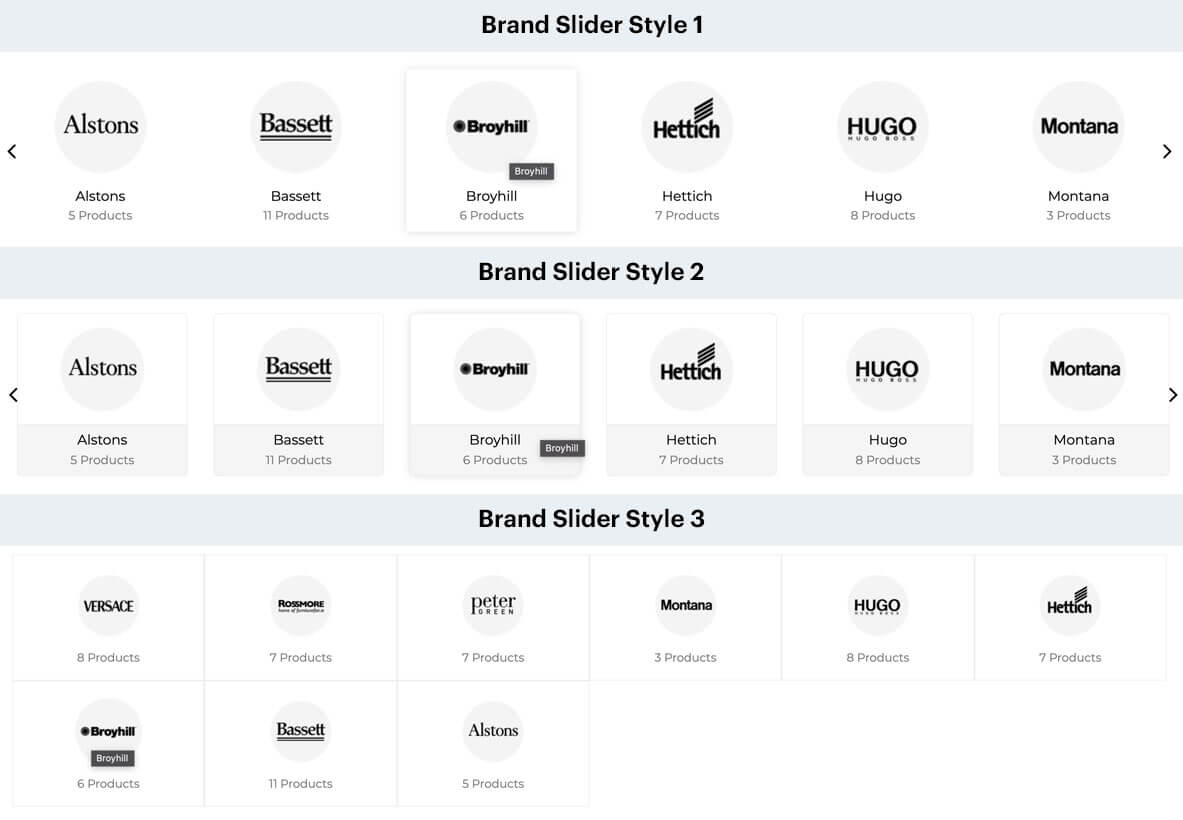 Brand Slider Style 1
Alstons
Bassett
Broyhill
Hettich
HUGO
HUGO BOSS
Montana
Broyhill
Alstons
Bassett
Broyhill
Hettich
Hugo
Montana
5 Products
11 Products
6 Products
7 Products
8 Products
3 Products
Brand Slider Style 2
Alstons
Bassett
Broyhill
Hettich
HUGO
HUGO BOSS
Montana
Alstons
Bassett
Broyhill
Hettich
Hugo
Montana
Broyhill
5 Products
11 Products
6 Products
7 Products
8 Products
3 Products
Brand Slider Style 3
VERSACE
ROSSMORE
home of furniture
peter
GREEN
Montana
HUGO
HUGO BOSS
Hettich
8 Products
7 Products
7 Products
3 Products
8 Products
7 Products
Broyhill
Bassett
Alstons
Broyhill
6 Products
11 Products
5 Products